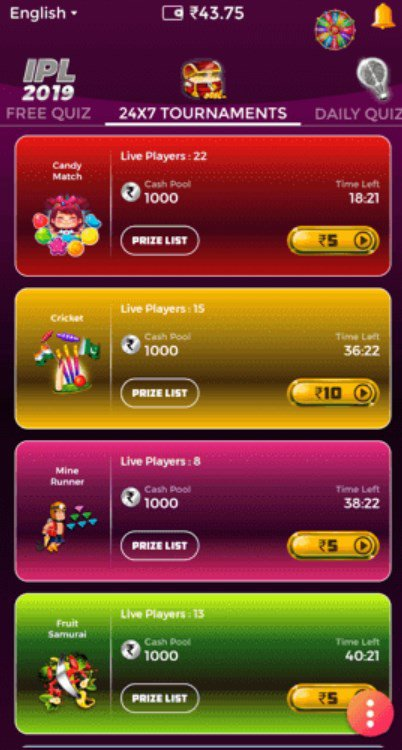 English
₹43.75
IPL
2019
FREE QUIZ
24X7 TOURNAMENTS
DAILY QUIZ
Candy
Match
Live Players : 22
Cash Pool
₹ 1000
Time Left
18:21
PRIZE LIST
₹5
Cricket
Live Players : 15
Cash Pool
₹ 1000
Time Left
36:22
PRIZE LIST
₹10
Mine
Runner
Live Players : 8
Cash Pool
₹ 1000
Time Left
38:22
PRIZE LIST
₹5
Fruit
Samurai
Live Players : 13
Cash Pool
₹ 1000
Time Left
40:21
PRIZE LIST
₹5